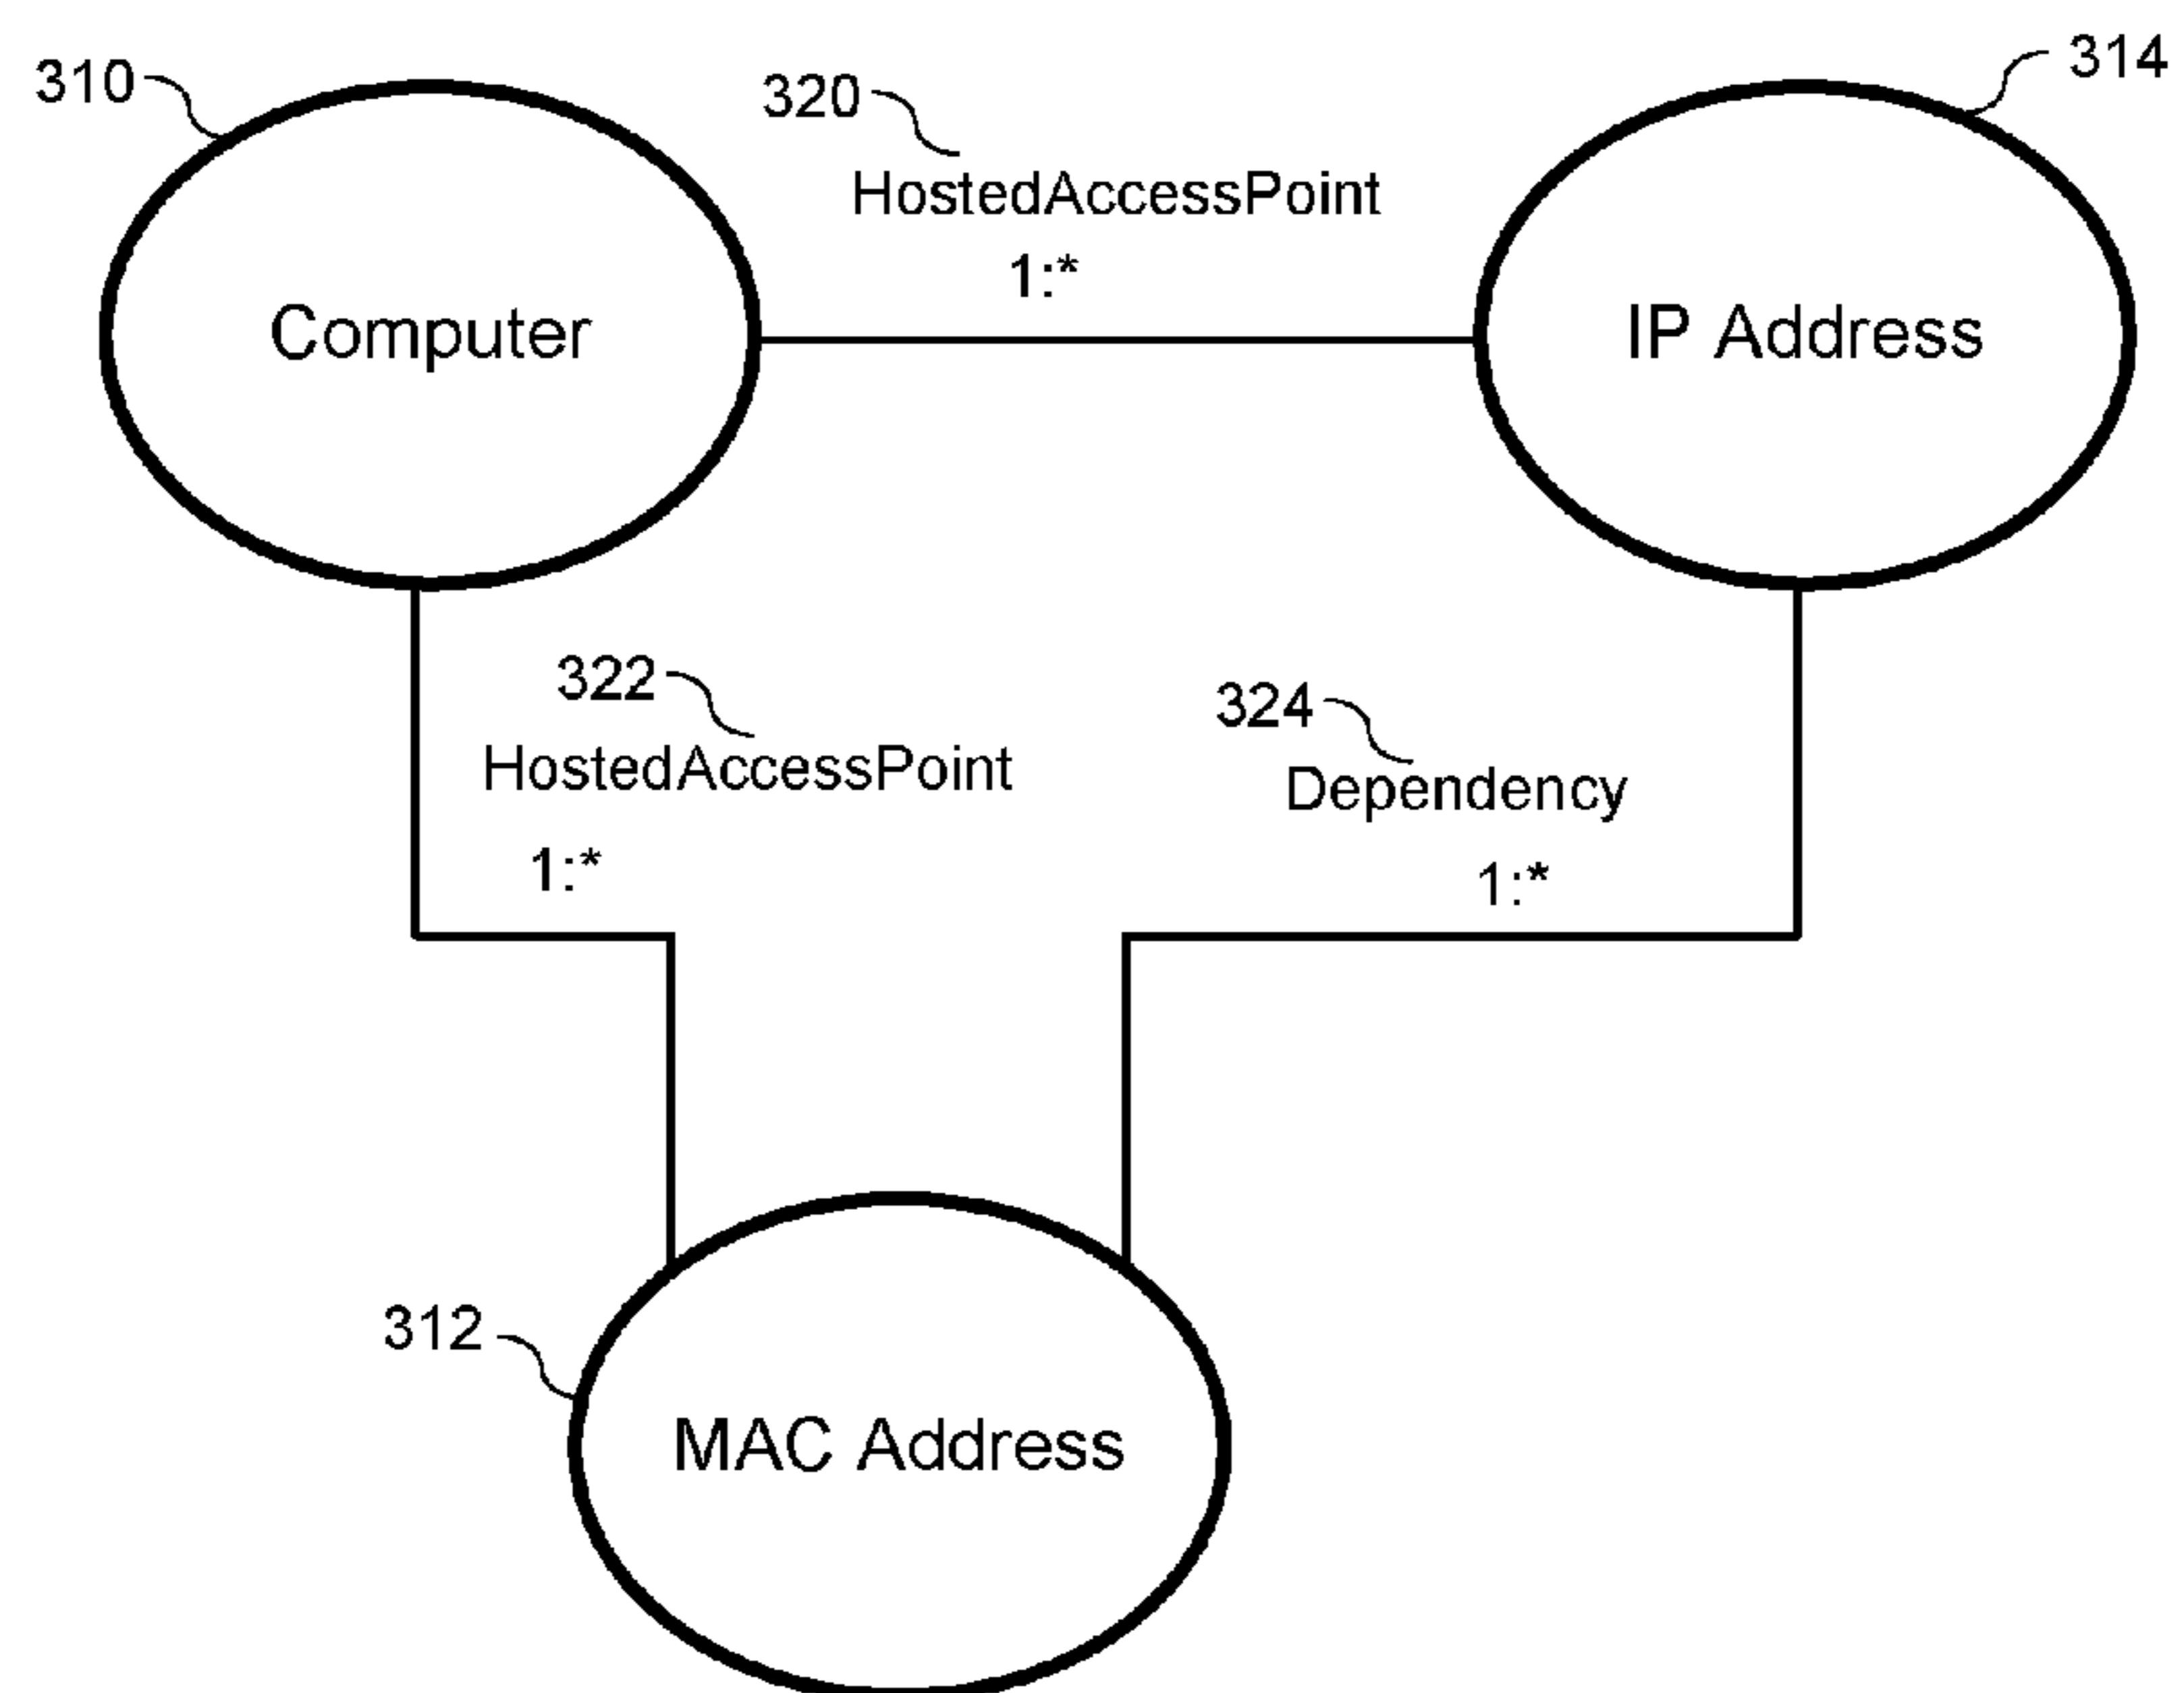 310
320
314
HostedAccessPoint
1:*
Computer
IP Address
322
324
HostedAccessPoint
Dependency
1:*
1:*
312
MAC Address